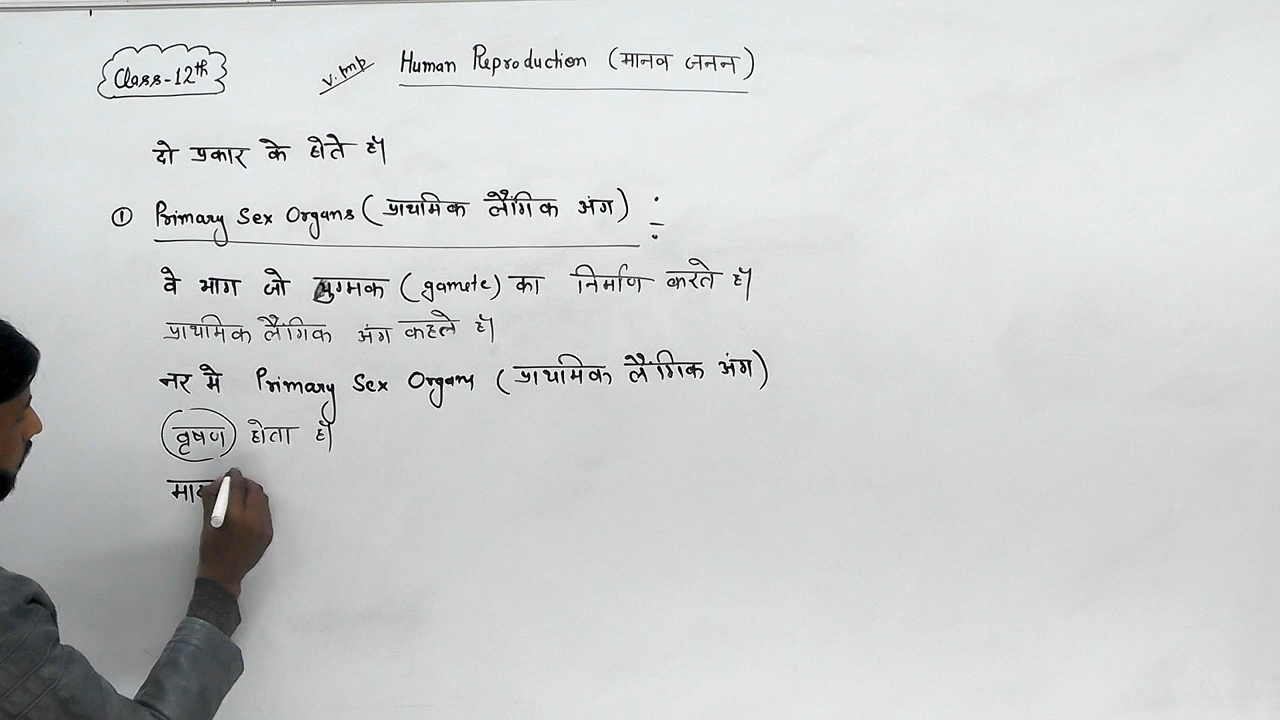 Class-12th
V. Imp Human Reproduction (मानव जनन)
दो प्रकार के होते हैं।
① Primary Sex Organs (प्राथमिक लैंगिक अंग) ÷
वे भाग जो युग्मक (gamete) का निर्माण करते हैं।
प्राथमिक लैंगिक अंग कहले हैं।
नर मे Primary Sex Organs (प्राथमिक लैंगिक अंग)
वृषण होता है।